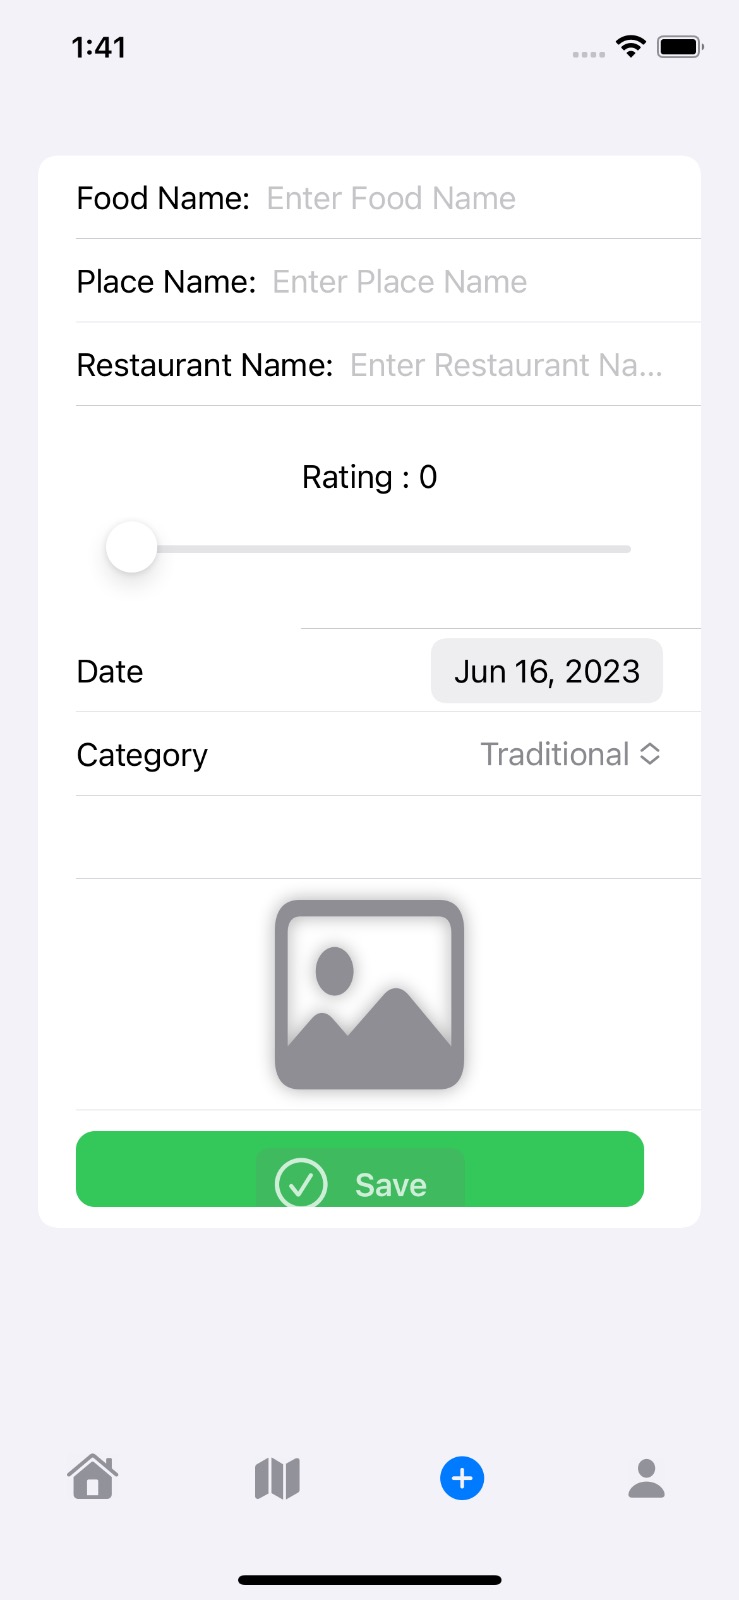 1:41
Food Name: Enter Food Name
Place Name: Enter Place Name
Restaurant Name: Enter Restaurant Na...
Rating : 0
Date Jun 16, 2023
Category Traditional
Save